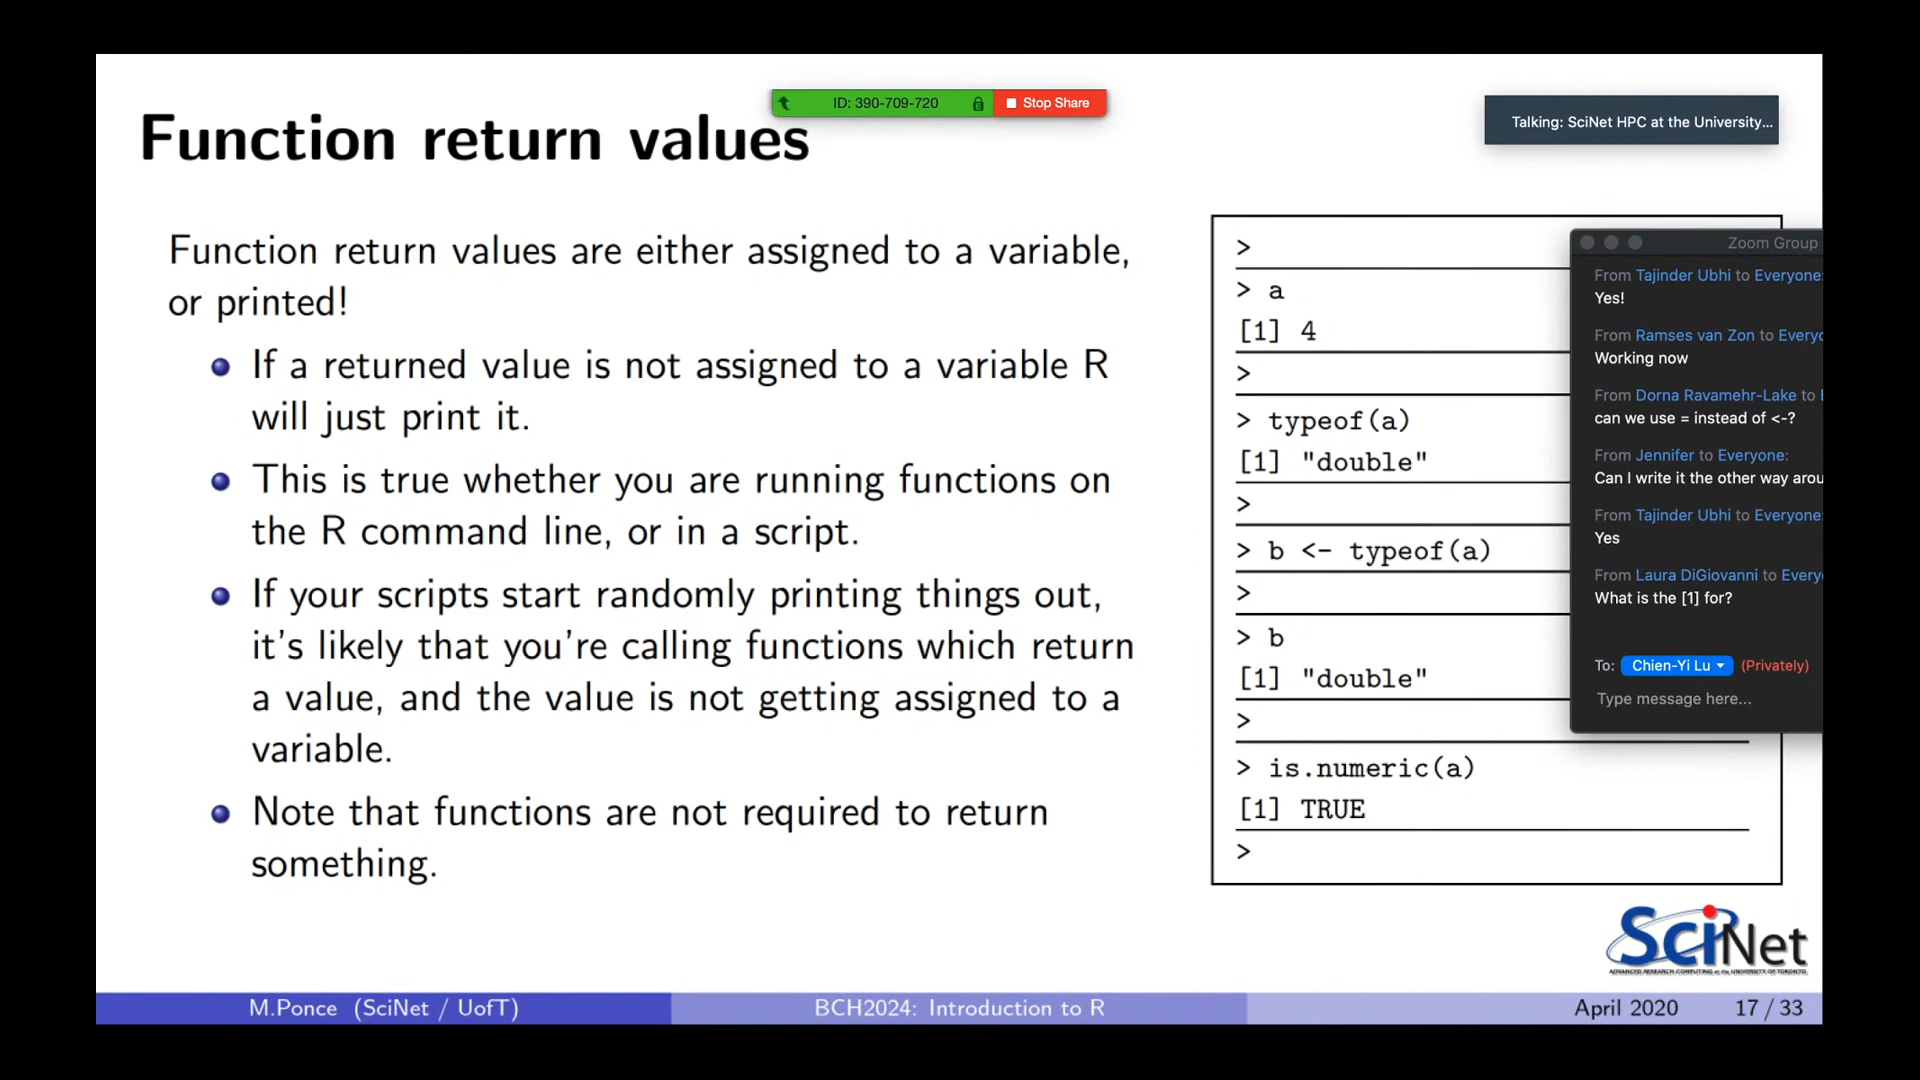 ID: 390-709-720
Stop Share
Talking: SciNet HPC at the University...
Function return values
Function return values are either assigned to a variable,
or printed!
If a returned value is not assigned to a variable R
will just print it.
This is true whether you are running functions on
the R command line, or in a script.
If your scripts start randomly printing things out,
it's likely that you're calling functions which return
a value, and the value is not getting assigned to a
variable.
Note that functions are not required to return
something.
>
> a
[1] 4
>
> typeof(a)
[1] "double"
>
> b <- typeof(a)
>
> b
[1] "double"
>
> is.numeric(a)
[1] TRUE
>
Zoom Group
From Tajinder Ubhi to Everyone:
Yes!
From Ramses van Zon to Everyo
Working now
From Dorna Ravamehr-Lake to E
can we use = instead of <-?
From Jennifer to Everyone:
Can I write it the other way arou
From Tajinder Ubhi to Everyone:
Yes
From Laura DiGiovanni to Every
What is the [1] for?
To: Chien-Yi Lu (Privately)
Type message here...
SciNet
ADVANCED RESEARCH COMPUTING at the UNIVERSITY OF TORONTO
M.Ponce (SciNet / UofT)
BCH2024: Introduction to R
April 2020
17 / 33